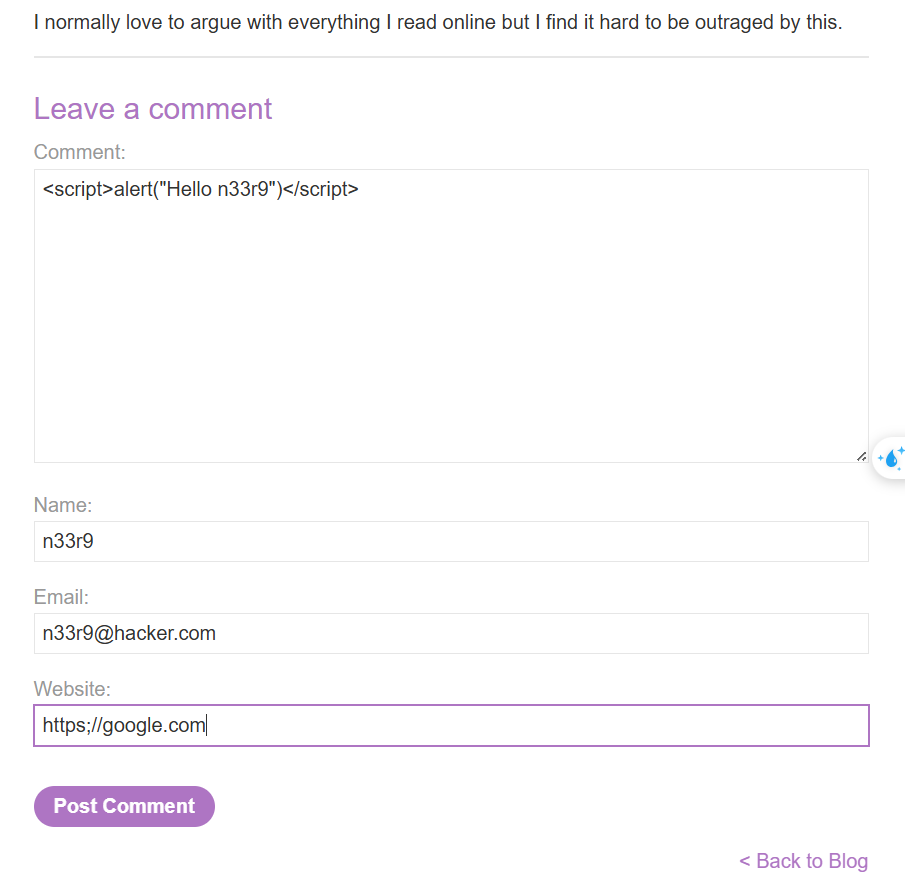 I normally love to argue with everything I read online but I find it hard to be outraged by this.
Leave a comment
Comment:
<script>alert("Hello n33r9")</script>
Name:
n33r9
Email:
n33r9@hacker.com
Website:
https;//google.com
Post Comment
< Back to Blog